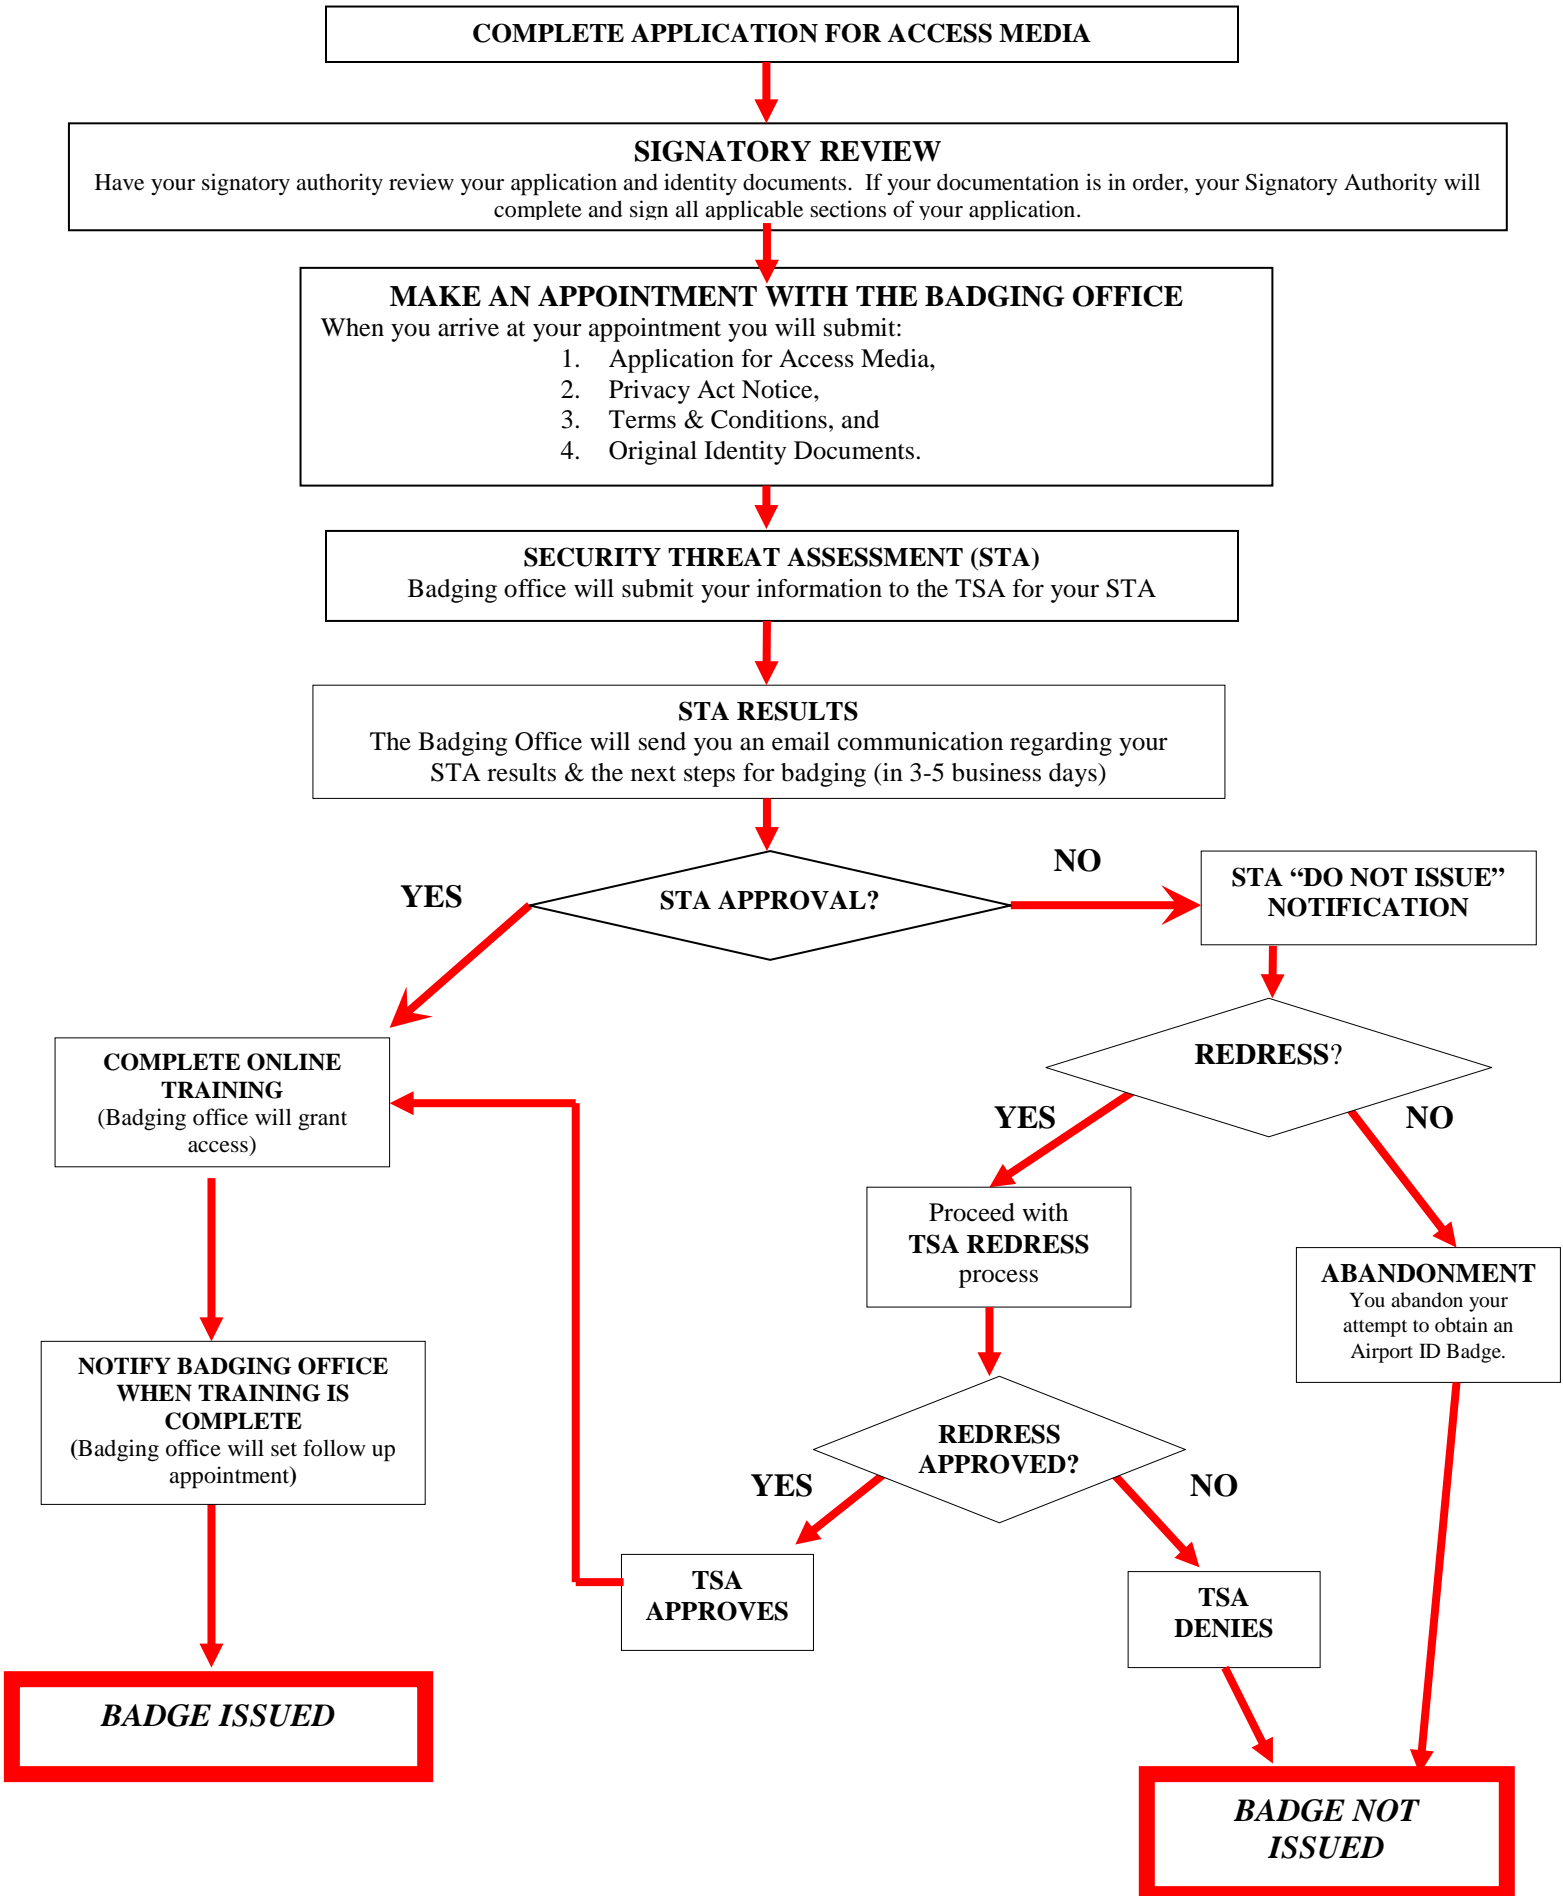 COMPLETE APPLICATION FOR ACCESS MEDIA
SIGNATORY REVIEW
Have your signatory authority review your application and identity documents.  If your documentation is in order, your Signatory Authority will
complete and sign all applicable sections of your application.
MAKE AN APPOINTMENT WITH THE BADGING OFFICE
When you arrive at your appointment you will submit:
1. Application for Access Media,
2. Privacy Act Notice,
3. Terms & Conditions, and
4. Original Identity Documents.
SECURITY THREAT ASSESSMENT (STA)
Badging office will submit your information to the TSA for your STA
STA RESULTS
The Badging Office will send you an email communication regarding your
STA results & the next steps for badging (in 3-5 business days)
STA APPROVAL?
YES
NO
STA “DO NOT ISSUE”
NOTIFICATION
REDRESS?
YES
NO
COMPLETE ONLINE
TRAINING
(Badging office will grant
access)
Proceed with
TSA REDRESS
process
ABANDONMENT
You abandon your
attempt to obtain an
Airport ID Badge.
NOTIFY BADGING OFFICE
WHEN TRAINING IS
COMPLETE
(Badging office will set follow up
appointment)
REDRESS
APPROVED?
YES
NO
TSA
APPROVES
TSA
DENIES
BADGE ISSUED
BADGE NOT
ISSUED